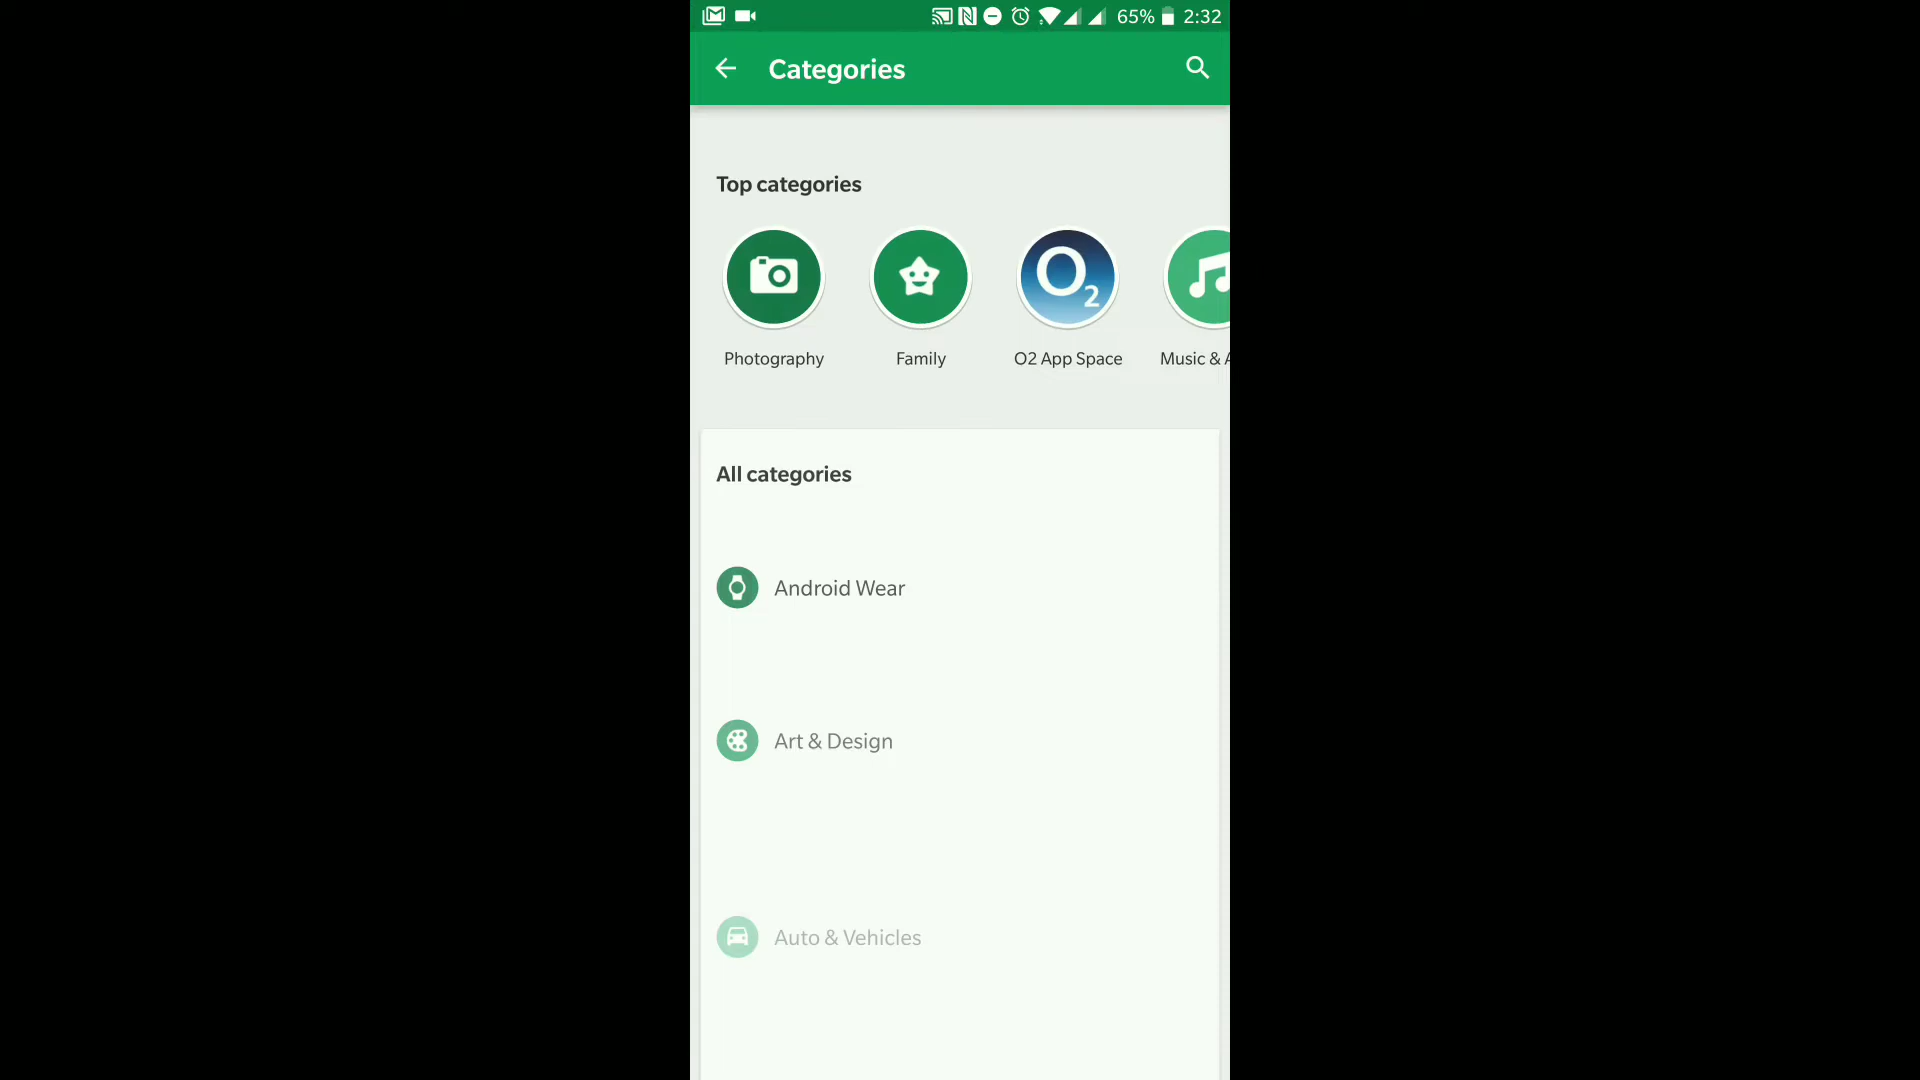 65% 2:32
Categories
Top categories
O2
Photography
Family
O2 App Space
Music & A
All categories
Android Wear
Art & Design
Auto & Vehicles